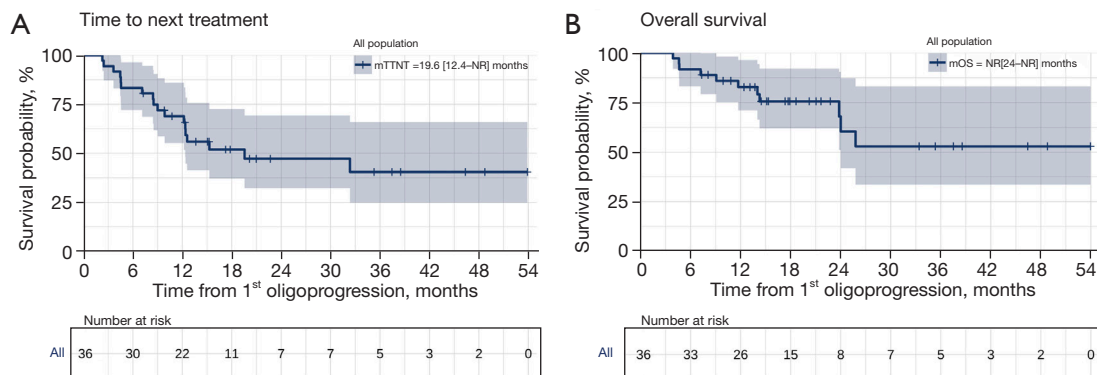 A
Time to next treatment
All population
mTTNT =19.6 [12.4–NR] months
Survival probability, %
100
75
50
25
0
0 6 12 18 24 30 36 42 48 54
Time from 1st oligoprogression, months
Number at risk
All 36 30 22 11 7 7 5 3 2 0
B
Overall survival
All population
mOS = NR[24–NR] months
Survival probability, %
100
75
50
25
0
0 6 12 18 24 30 36 42 48 54
Time from 1st oligoprogression, months
Number at risk
All 36 33 26 15 8 7 5 3 2 0